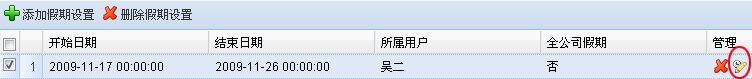 添加假期设置 删除假期设置
开始日期 结束日期 所属用户 全公司假期 管理
1 2009-11-17 00:00:00 2009-11-26 00:00:00 吴二 否